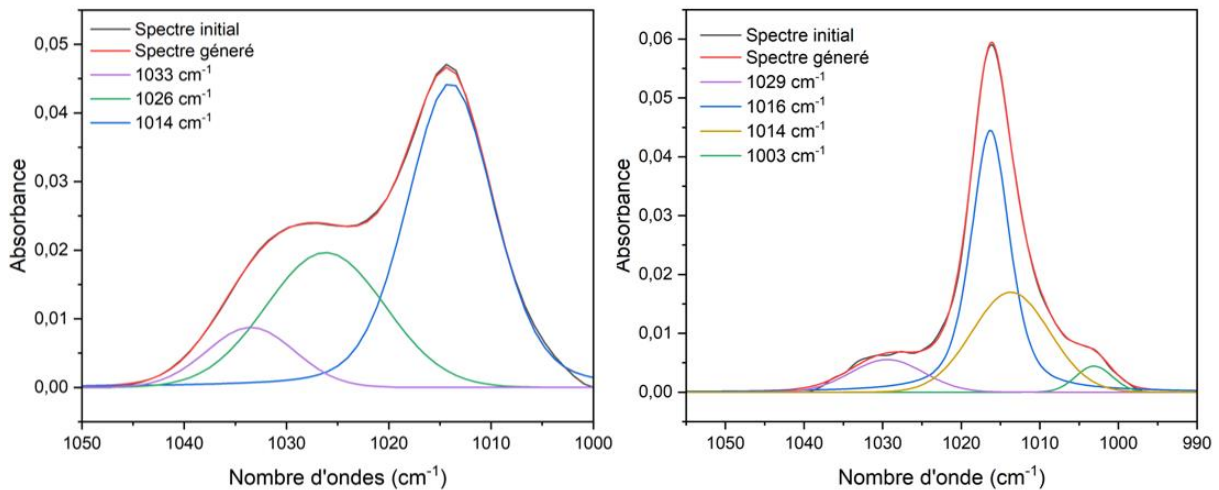 Spectre initial
Spectre géneré
1033 cm-1
1026 cm-1
1014 cm-1
0,05
0,04
0,03
0,02
0,01
0,00
Absorbance
1050
1040
1030
1020
1010
1000
Nombre d'ondes (cm-1)
Spectre initial
Spectre géneré
1029 cm-1
1016 cm-1
1014 cm-1
1003 cm-1
0,06
0,05
0,04
0,03
0,02
0,01
0,00
Absorbance
1050
1040
1030
1020
1010
1000
990
Nombre d'onde (cm-1)